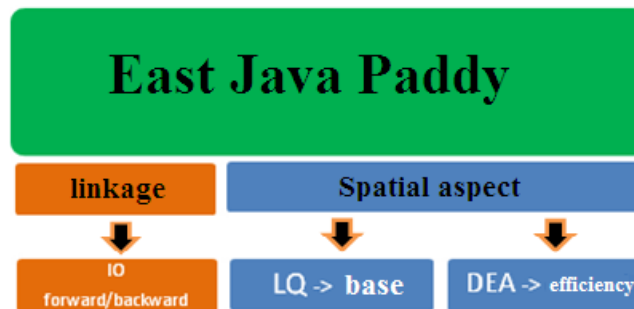 East Java Paddy
linkage
Spatial aspect
IO
forward/backward
LQ -> base
DEA -> efficiency